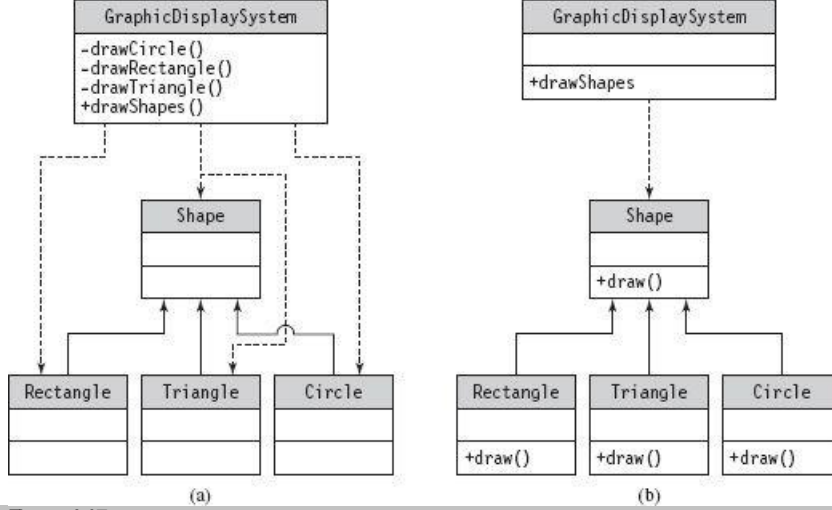 GraphicDisplaySystem
-drawCircle()
-drawRectangle()
-drawTriangle()
+drawShapes()
Shape
Rectangle
Triangle
Circle
(a)
GraphicDisplaySystem
+drawShapes
Shape
+draw()
Rectangle
+draw()
Triangle
+draw()
Circle
+draw()
(b)